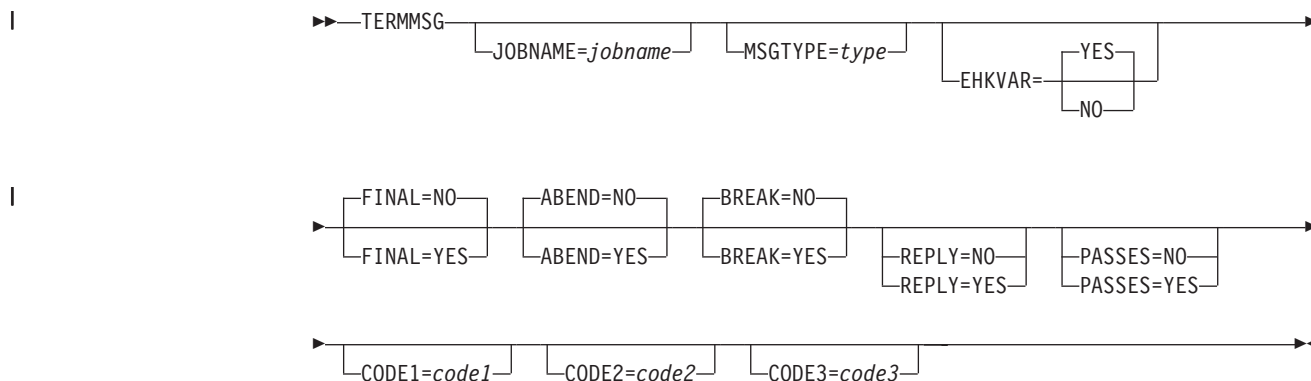 TERMMSG
JOBNAME=jobname
MSGTYPE=type
EHKVAR=
YES
NO
FINAL=NO
FINAL=YES
ABEND=NO
ABEND=YES
BREAK=NO
BREAK=YES
REPLY=NO
REPLY=YES
PASSES=NO
PASSES=YES
CODE1=code1
CODE2=code2
CODE3=code3